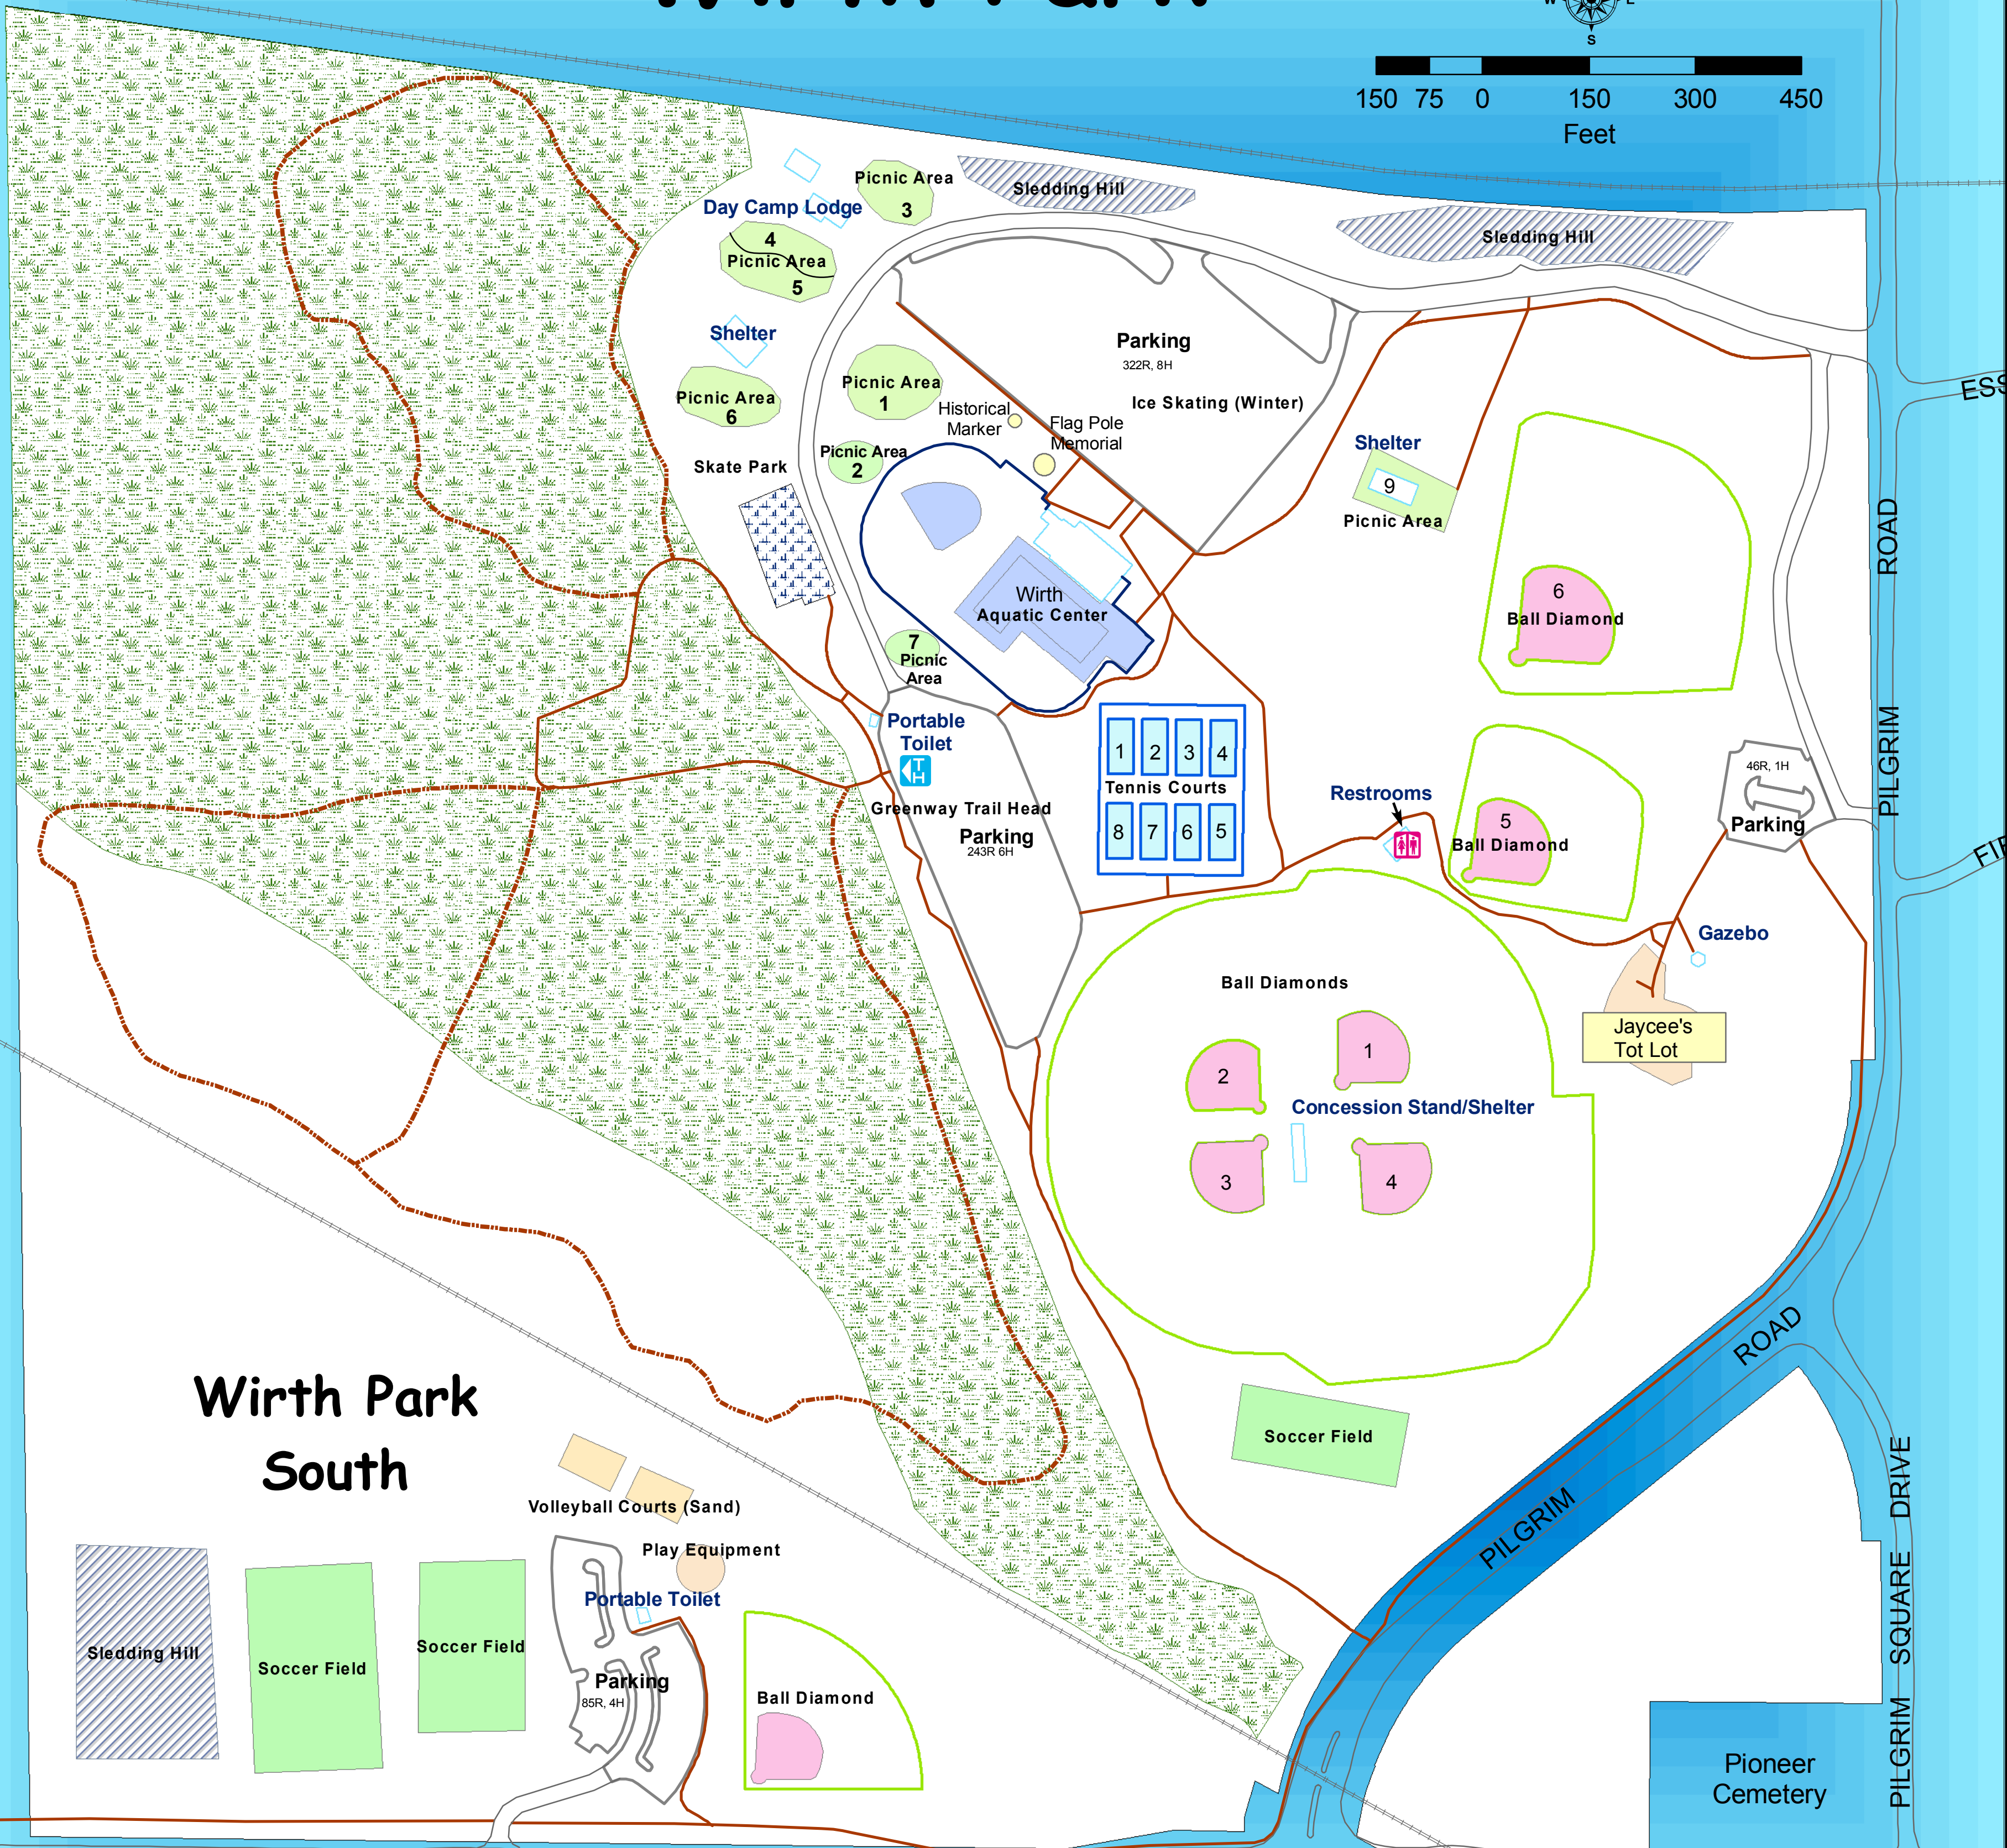 W E
S
150 75 0 150 300 450
Feet
Picnic Area
3
Sledding Hill
Day Camp Lodge
Sledding Hill
4
Picnic Area
5
Shelter
Parking
322R, 8H
Ice Skating (Winter)
Picnic Area
1
Picnic Area
6
Historical
Marker
Flag Pole
Memorial
Shelter
9
Picnic Area
Picnic Area
2
Skate Park
ROAD
PILGRIM
6
Ball Diamond
Wirth
Aquatic Center
7
Picnic
Area
Portable
Toilet
TH
1 2 3 4
Tennis Courts
8 7 6 5
Greenway Trail Head
Parking
243R 6H
Restrooms
5
Ball Diamond
46R, 1H
Parking
Gazebo
Ball Diamonds
Jaycee's
Tot Lot
1
2
Concession Stand/Shelter
3
4
ROAD
PILGRIM
Soccer Field
Wirth Park
South
Volleyball Courts (Sand)
Play Equipment
Portable Toilet
Sledding Hill
Soccer Field
Soccer Field
Parking
85R, 4H
Ball Diamond
PILGRIM SQUARE DRIVE
Pioneer
Cemetery